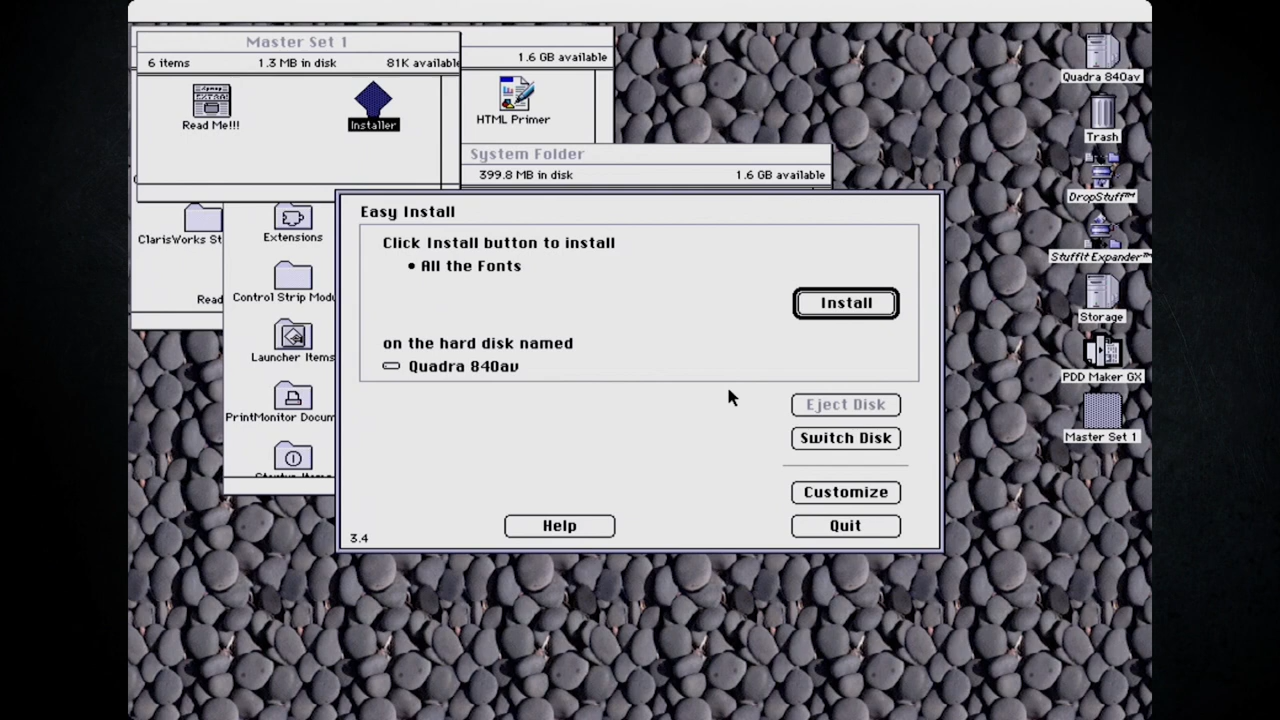 Master Set 1
6 items 1.3 MB in disk 81K available
Read Me!!!
Installer
1.6 GB available
HTML Primer
System Folder
399.8 MB in disk 1.6 GB available
ClarisWorks St
Read
Extensions
Control Strip Modu
Launcher Items
PrintMonitor Docum
Startup Items
Easy Install
Click Install button to install
• All the Fonts
Install
on the hard disk named
Quadra 840av
Eject Disk
Switch Disk
Customize
Help
Quit
3.4
Quadra 840av
Trash
DropStuff™
StuffIt Expander™
Storage
PDD Maker GX
Master Set 1